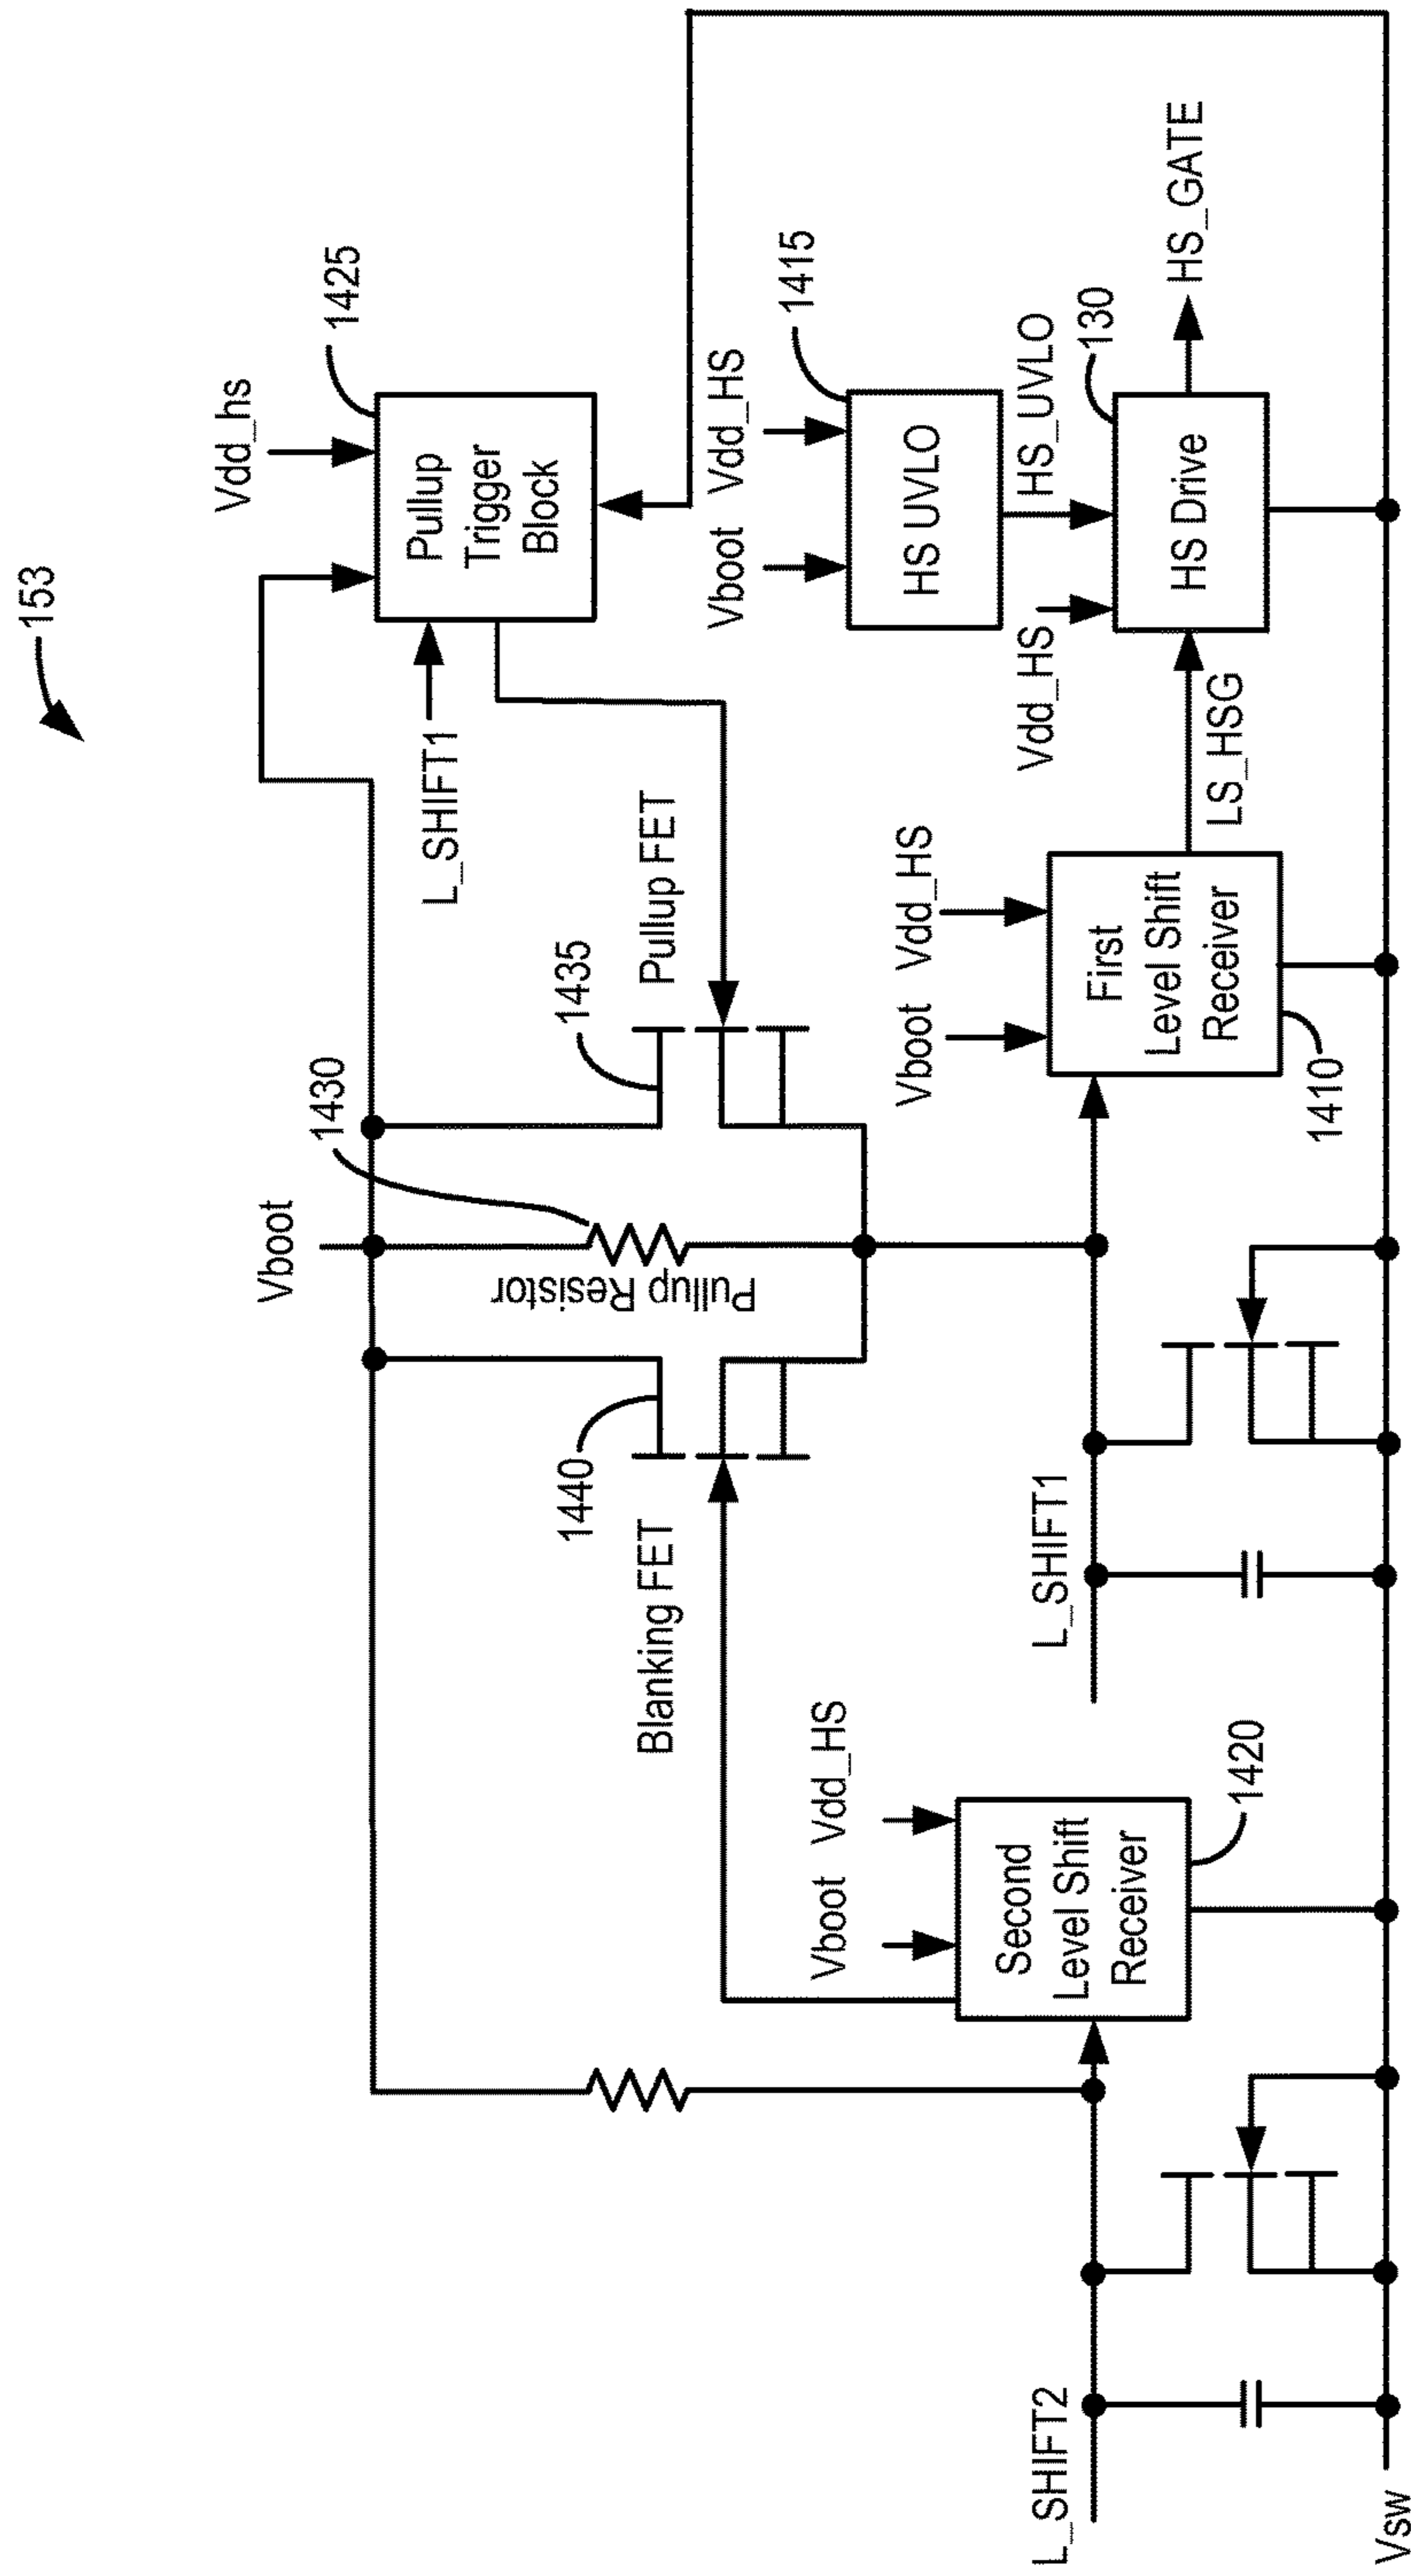 153
Vdd_hs
1425
Pullup
Trigger
Block
L_SHIFT1
Vboot
1430
1435
Pullup FET
Pullup Resistor
1440
Blanking FET
Vboot
Vdd_HS
1415
HS UVLO
HS_UVLO
Vboot
Vdd_HS
Second
Level Shift
Receiver
1420
Vboot
Vdd_HS
First
Level Shift
Receiver
1410
LS_HSG
Vdd_HS
130
HS Drive
HS_GATE
L_SHIFT2
L_SHIFT1
Vsw